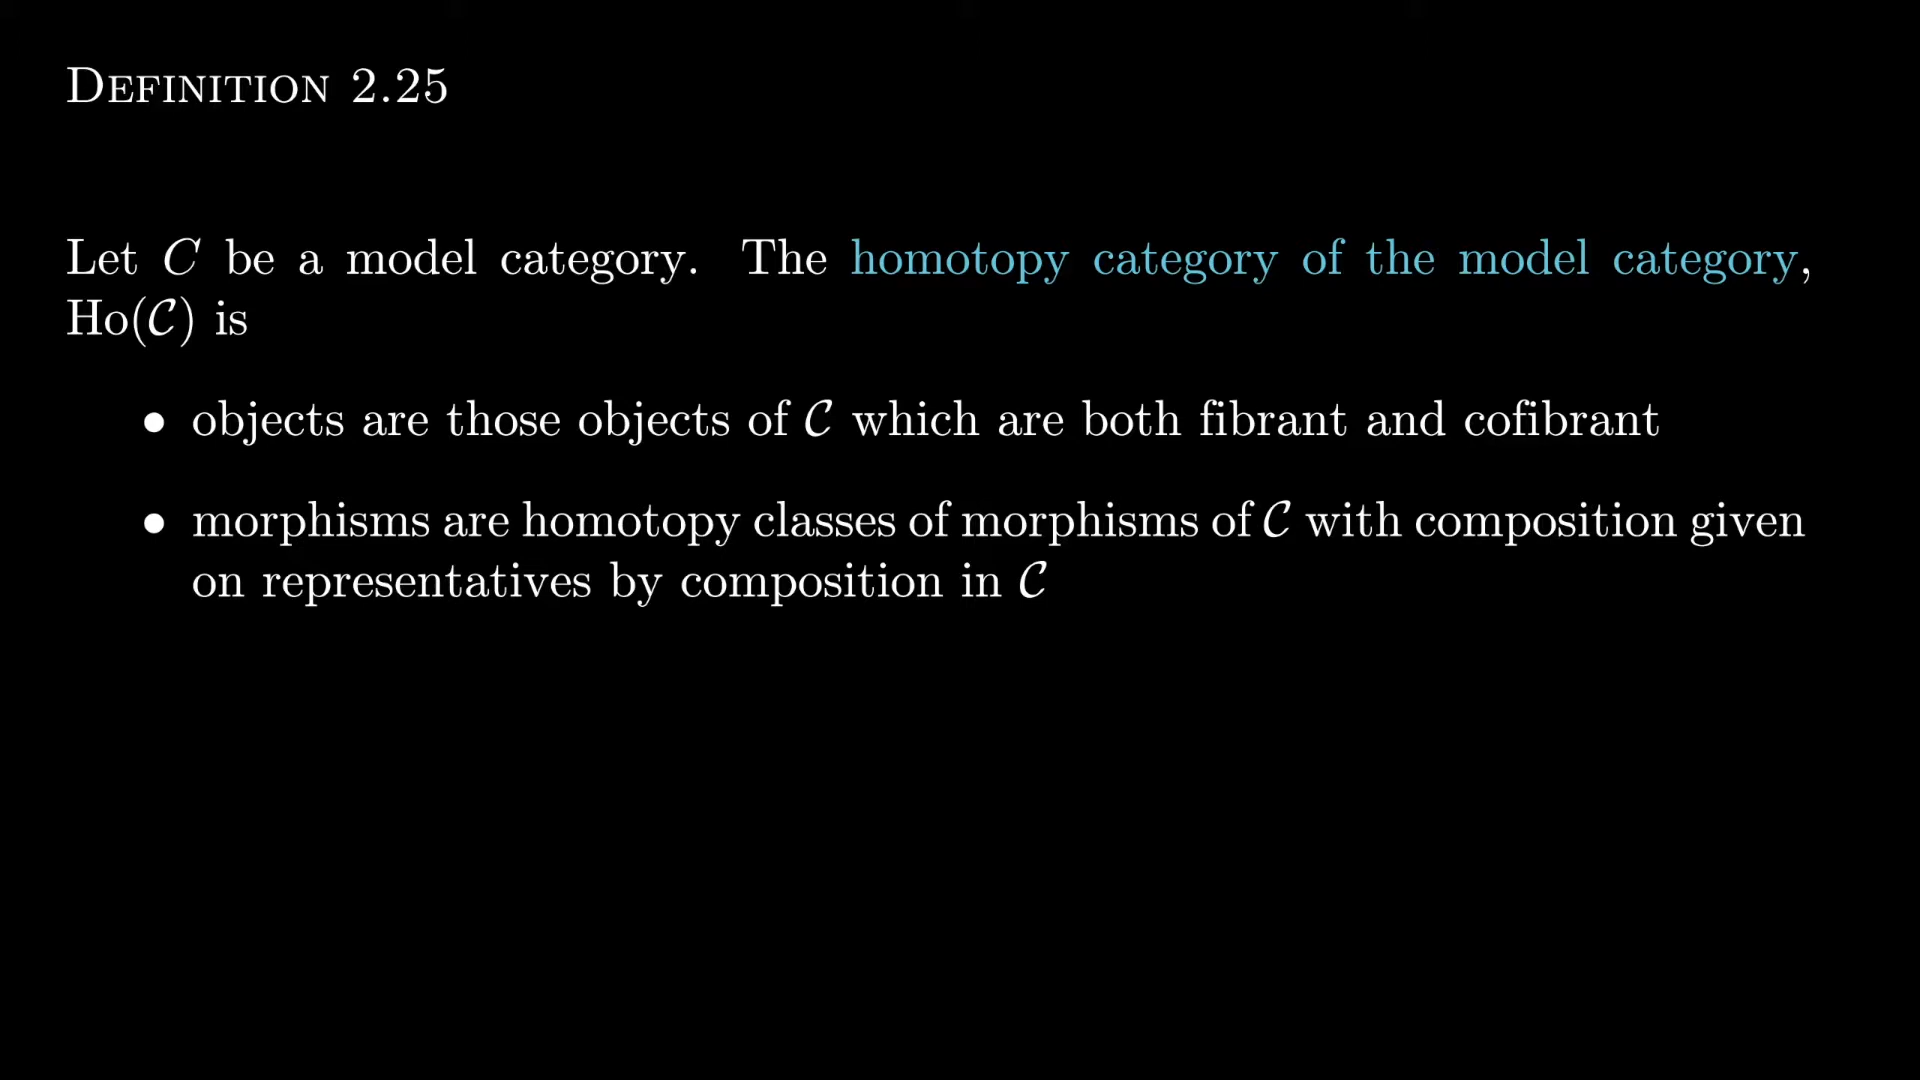 Definition 2.25
Let C be a model category. The homotopy category of the model category,
Ho(𝒞) is
• objects are those objects of 𝒞 which are both fibrant and cofibrant
• morphisms are homotopy classes of morphisms of 𝒞 with composition given
on representatives by composition in 𝒞